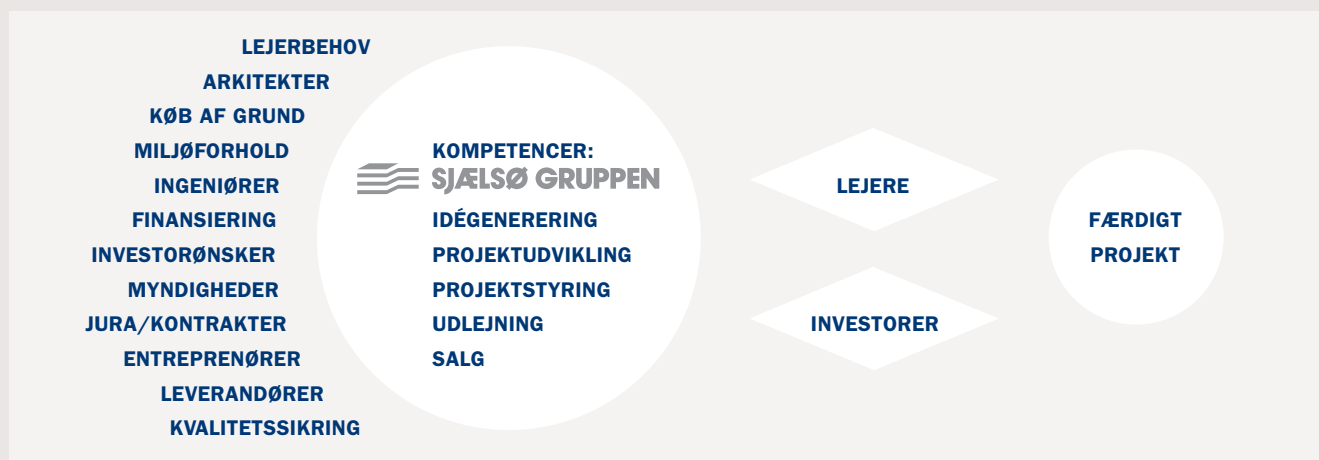 LEJERBEHOV
ARKITEKTER
KØB AF GRUND
MILJØFORHOLD
INGENIØRER
FINANSIERING
INVESTORØNSKER
MYNDIGHEDER
JURA/KONTRAKTER
ENTREPRENØRER
LEVERANDØRER
KVALITETSSIKRING
KOMPETENCER:
SJÆLSØ GRUPPEN
IDÉGENERERING
PROJEKTUDVIKLING
PROJEKTSTYRING
UDLEJNING
SALG
LEJERE
INVESTORER
FÆRDIGT
PROJEKT